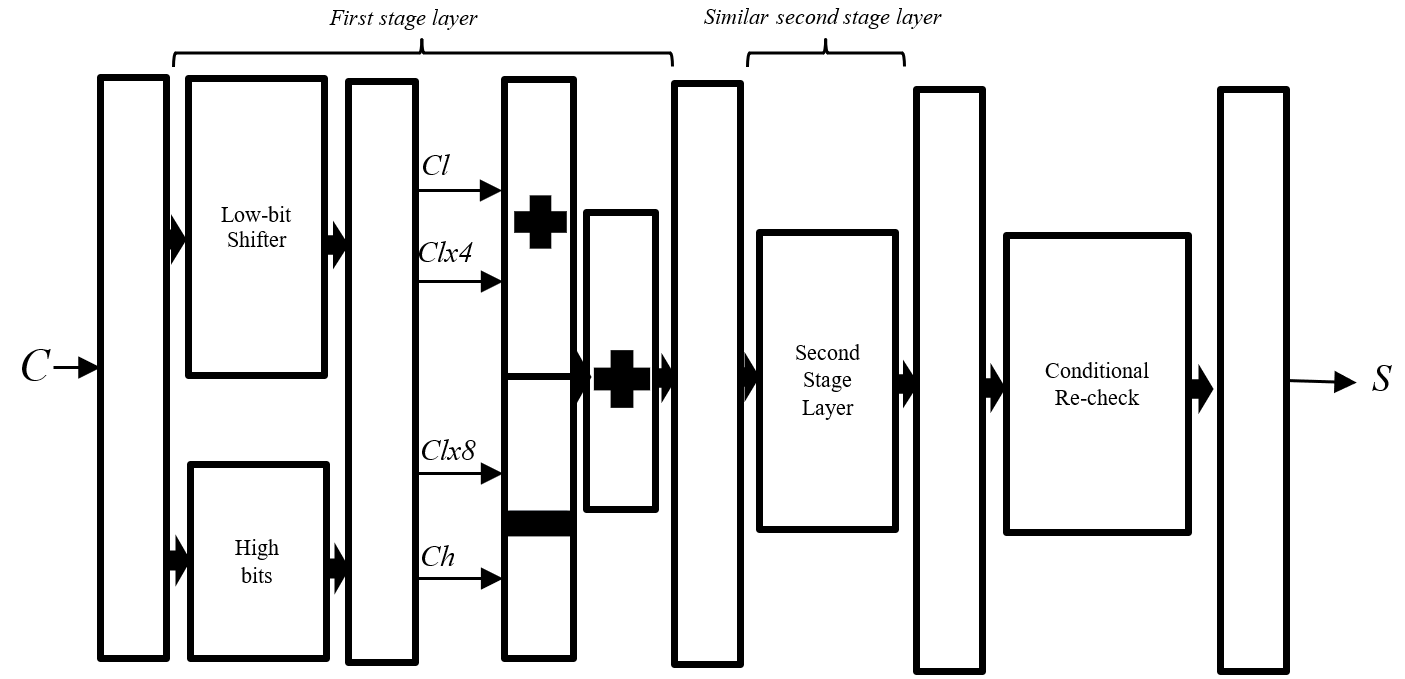 First stage layer
Similar second stage layer
Low-bit
Shifter
High
bits
C
Cl
Clx4
Clx8
Ch
Second
Stage
Layer
Conditional
Re-check
S